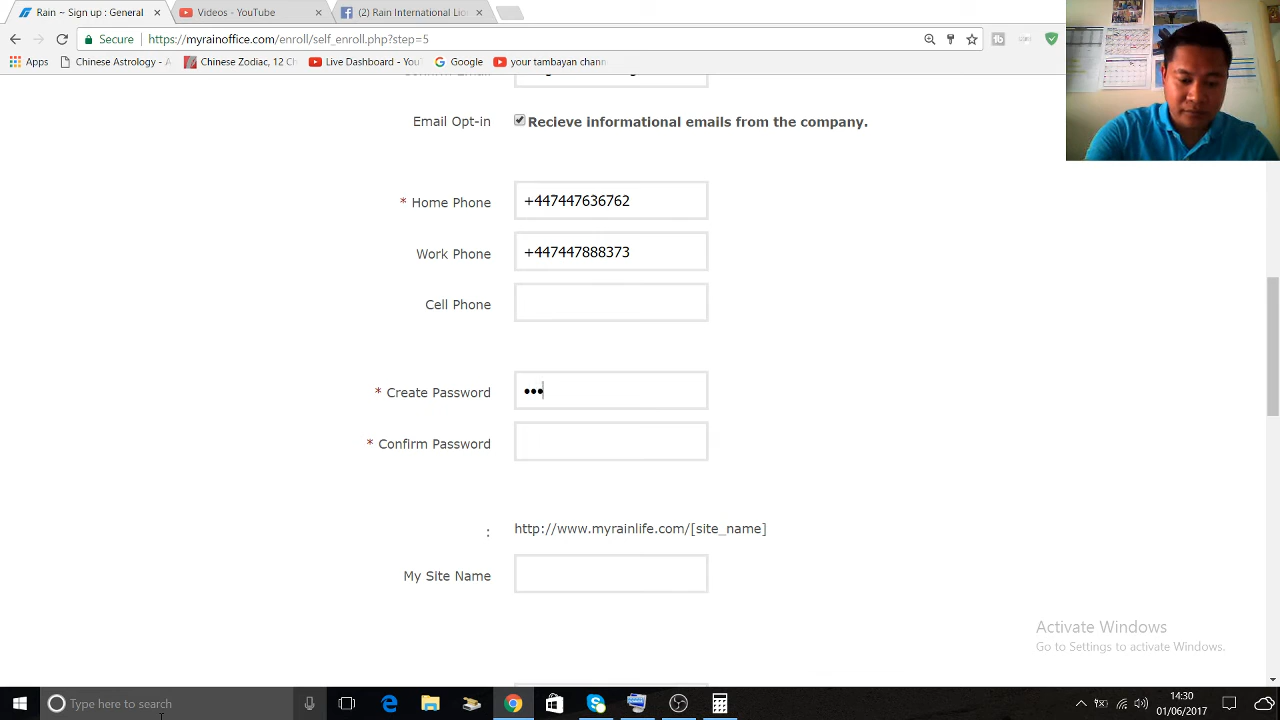 Rain ~ Sign up : General
Videos - YouTube
(2) Rain International Lio
Secure
https://myrainoffice.com/enroll/self_enroll.php?step
Apps
Chinese Astrology - A
Chinese Zodiac, 12 Ch
Live Dashboard - You
Google
your tambayan chann
Email Opt-in
Recieve informational emails from the company.
* Home Phone
+447447636762
Work Phone
+447447888373
Cell Phone
* Create Password
•••
* Confirm Password
:
http://www.myrainlife.com/[site_name]
My Site Name
Activate Windows
Go to Settings to activate Windows.
Type here to search
14:30
01/06/2017